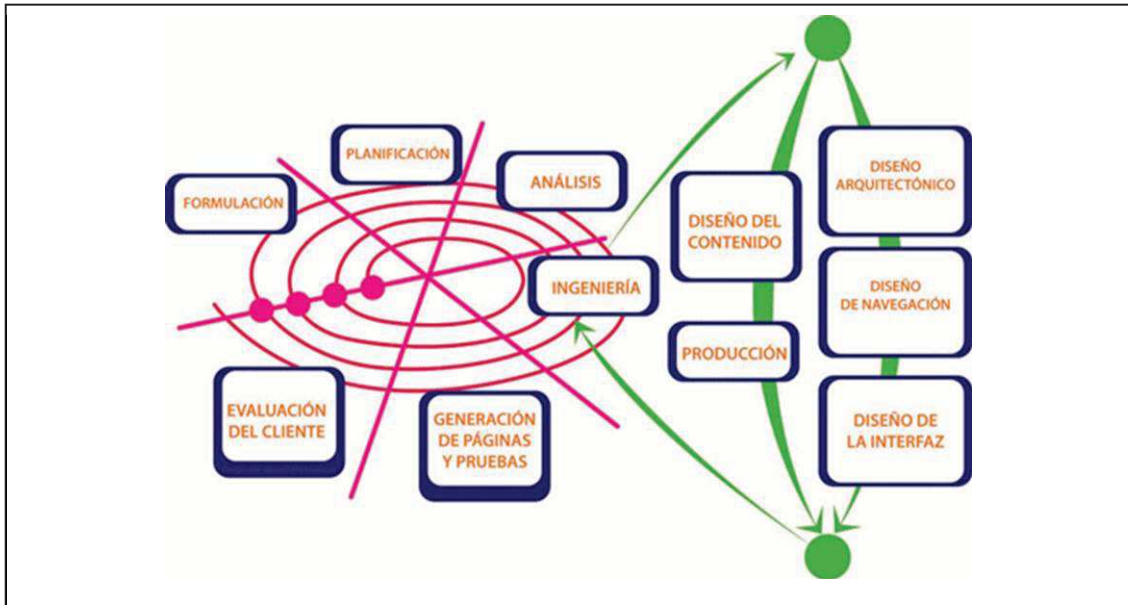 PLANIFICACIÓN
ANÁLISIS
FORMULACIÓN
INGENIERÍA
EVALUACIÓN
DEL CLIENTE
GENERACIÓN
DE PÁGINAS
Y PRUEBAS
DISEÑO DEL
CONTENIDO
PRODUCCIÓN
DISEÑO
ARQUITECTÓNICO
DISEÑO
DE NAVEGACIÓN
DISEÑO DE
LA INTERFAZ